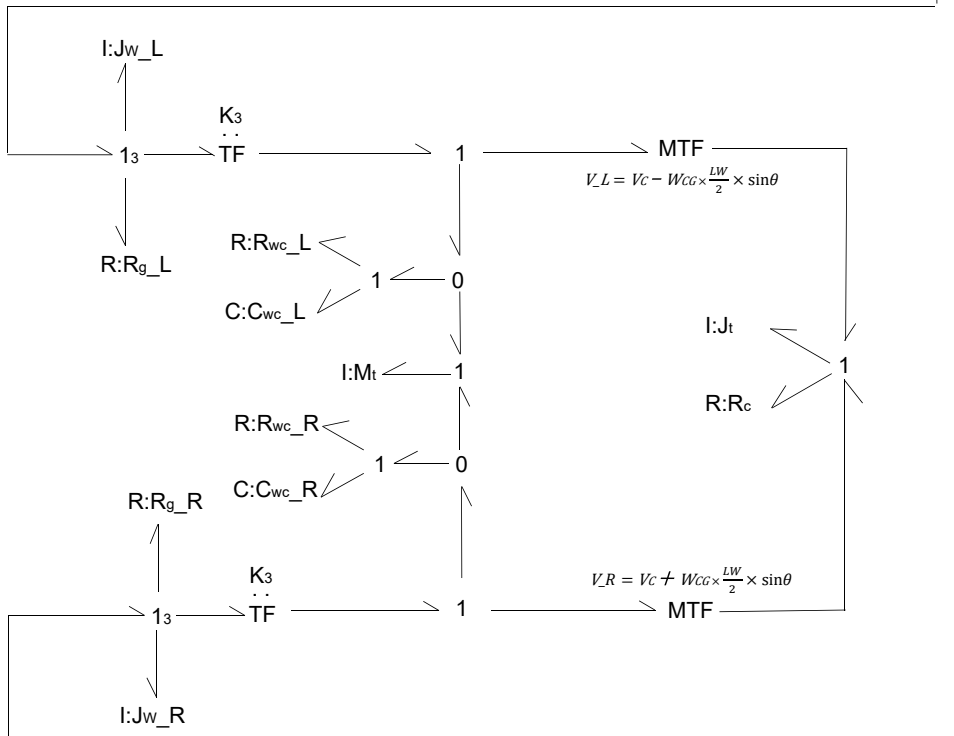 I:JW_L
K3
. .
13
TF
1
MTF
V_L = VC − WCG × LW/2 × sinθ
R:Rwc_L
R:Rg_L
1
0
C:Cwc_L
I:Jt
I:Mt
1
1
R:Rc
R:Rwc_R
1
0
C:Cwc_R
R:Rg_R
K3
. .
V_R = VC + WCG × LW/2 × sinθ
13
TF
1
MTF
I:JW_R